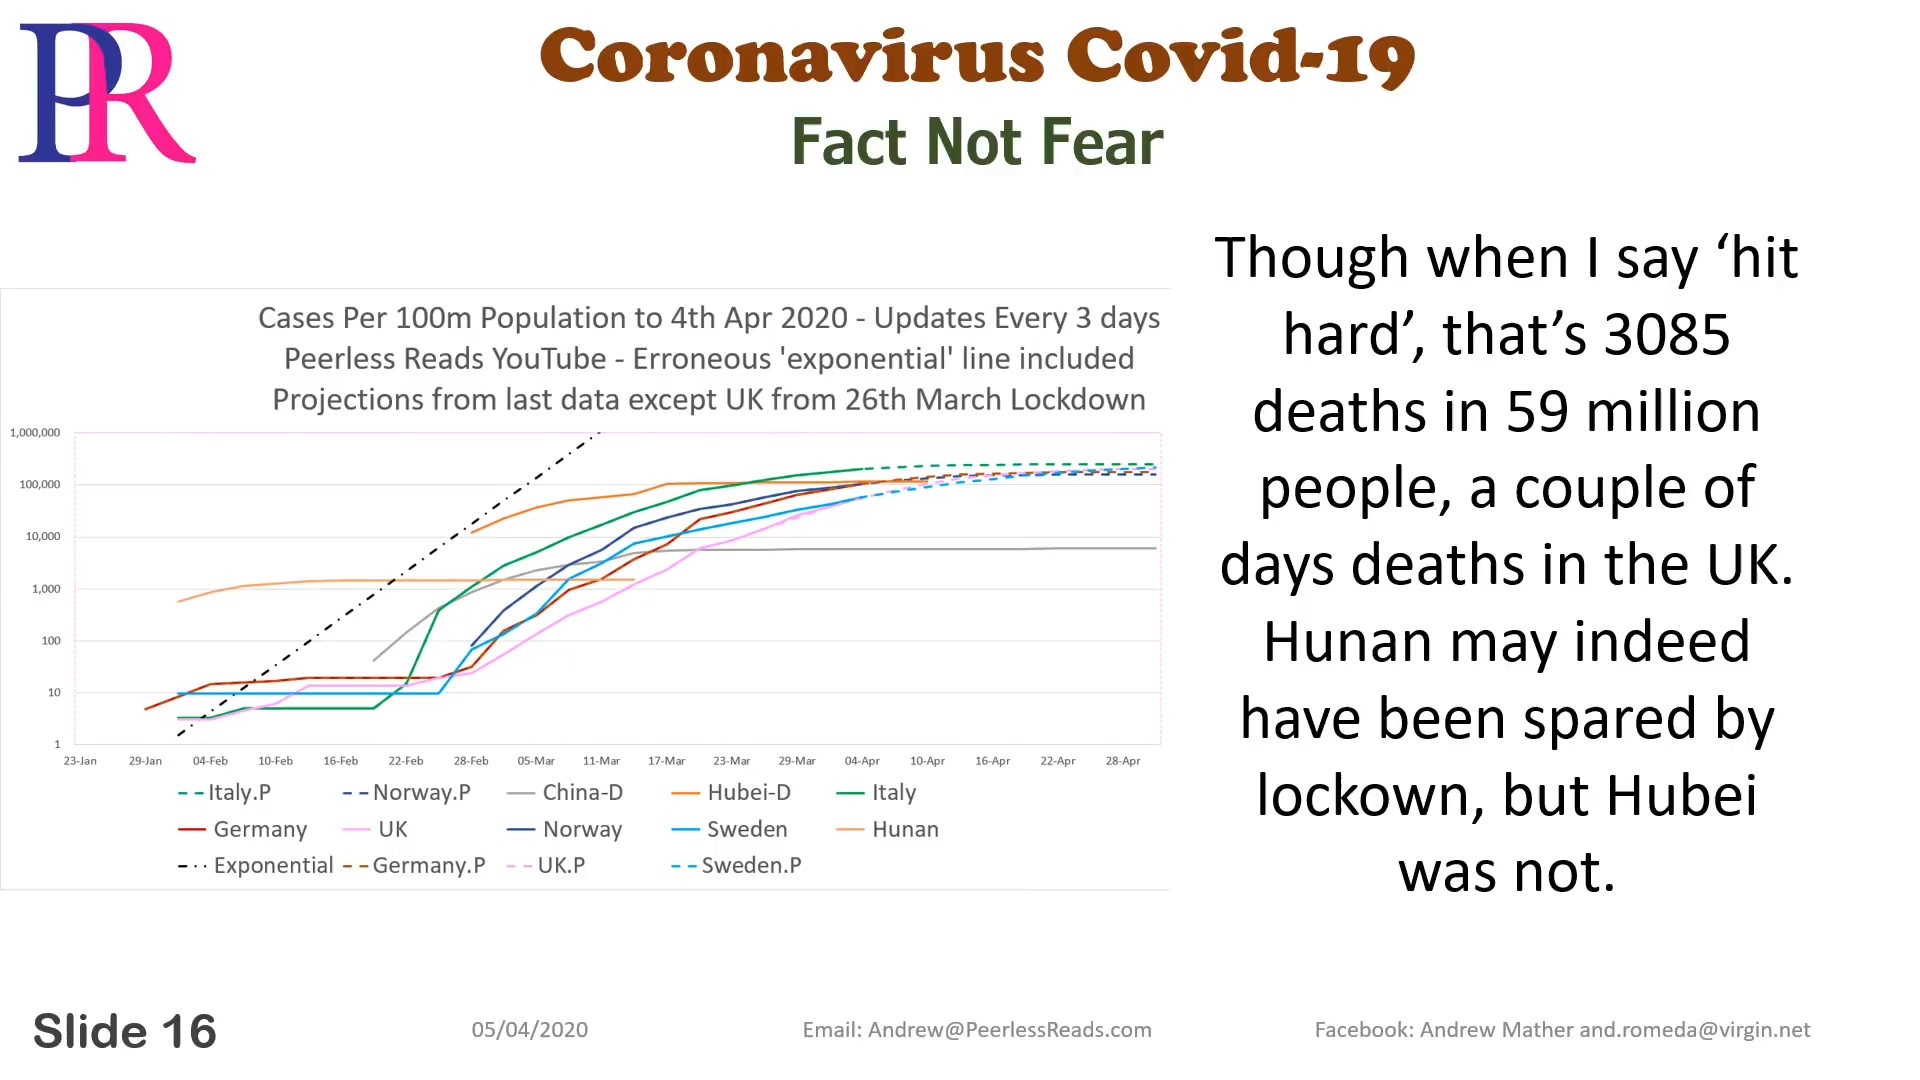 PR
Coronavirus Covid-19
Fact Not Fear
Though when I say ‘hit
hard’, that’s 3085
deaths in 59 million
people, a couple of
days deaths in the UK.
Hunan may indeed
have been spared by
lockown, but Hubei
was not.
Cases Per 100m Population to 4th Apr 2020 - Updates Every 3 days
Peerless Reads YouTube - Erroneous 'exponential' line included
Projections from last data except UK from 26th March Lockdown
1,000,000
100,000
10,000
1,000
100
10
1
23-Jan 29-Jan 04-Feb 10-Feb 16-Feb 22-Feb 28-Feb 05-Mar 11-Mar 17-Mar 23-Mar 29-Mar 04-Apr 10-Apr 16-Apr 22-Apr 28-Apr
Italy.P Norway.P China-D Hubei-D Italy
Germany UK Norway Sweden Hunan
Exponential Germany.P UK.P Sweden.P
Slide 16 05/04/2020 Email: Andrew@PeerlessReads.com Facebook: Andrew Mather and.romeda@virgin.net